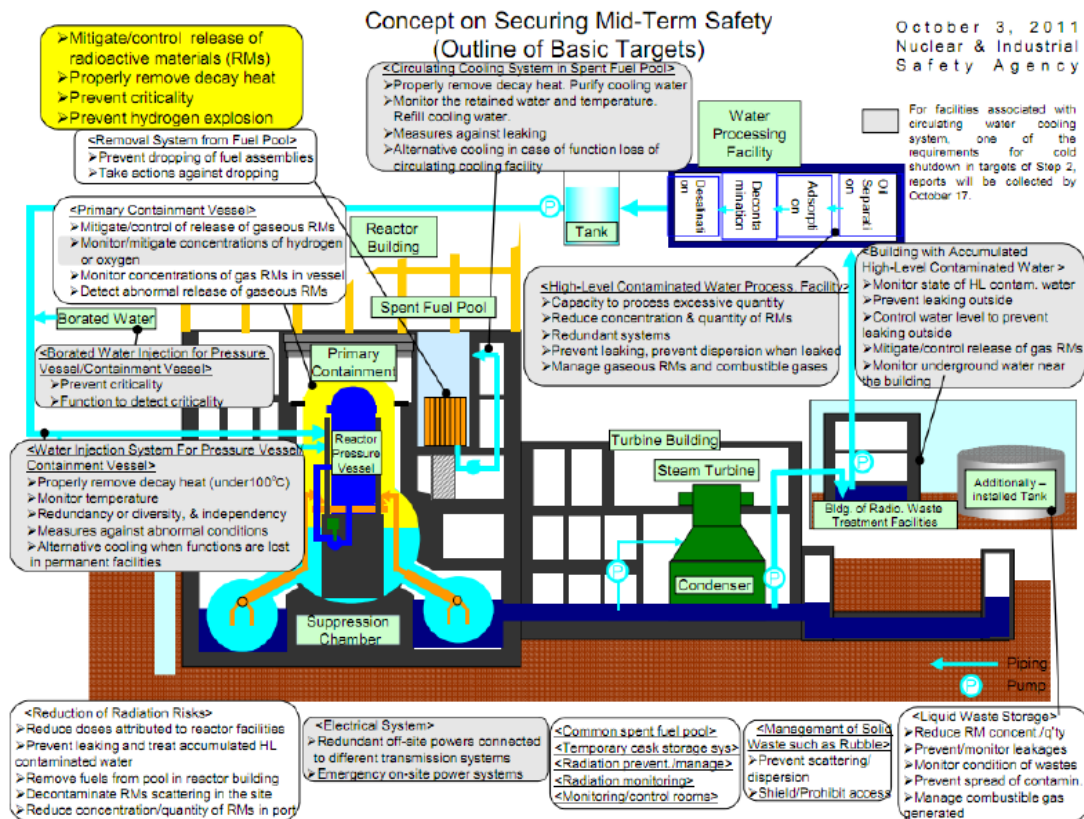 Concept on Securing Mid-Term Safety
(Outline of Basic Targets)
October 3, 2011
Nuclear & Industrial
Safety Agency
➢Mitigate/control release of
radioactive materials (RMs)
➢Properly remove decay heat
➢Prevent criticality
➢Prevent hydrogen explosion
<Circulating Cooling System in Spent Fuel Pool>
➢Properly remove decay heat. Purify cooling water
➢Monitor the retained water and temperature.
Refill cooling water.
➢Measures against leaking
➢Alternative cooling in case of function loss of
circulating cooling facility
Water
Processing
Facility
For facilities associated with
circulating water cooling
system, one of the
requirements for cold
shutdown in targets of Step 2,
reports will be collected by
October 17.
<Removal System from Fuel Pool>
➢Prevent dropping of fuel assemblies
➢Take actions against dropping
Desalinati
on
Deconta
mination
Adsorpti
on
Oil
Separati
on
P
Tank
<Primary Containment Vessel>
➢Mitigate/control of release of gaseous RMs
➢Monitor/mitigate concentrations of hydrogen
or oxygen
➢Monitor concentrations of gas RMs in vessel
➢Detect abnormal release of gaseous RMs
Reactor
Building
<Building with Accumulated
High-Level Contaminated Water >
➢Monitor state of HL contam. water
➢Prevent leaking outside
➢Control water level to prevent
leaking outside
➢Mitigate/control release of gas RMs
➢Monitor underground water near
the building
<High-Level Contaminated Water Process. Facility>
➢Capacity to process excessive quantity
➢Reduce concentration & quantity of RMs
➢Redundant systems
➢Prevent leaking, prevent dispersion when leaked
➢Manage gaseous RMs and combustible gases
Spent Fuel Pool
Borated Water
<Borated Water Injection for Pressure
Vessel/Containment Vessel>
➢Prevent criticality
➢Function to detect criticality
Primary
Containment
Reactor
Pressure
Vessel
<Water Injection System For Pressure Vessel/
Containment Vessel>
➢Properly remove decay heat (under100°C)
➢Monitor temperature
➢Redundancy or diversity, & independency
➢Measures against abnormal conditions
➢Alternative cooling when functions are lost
in permanent facilities
Turbine Building
Steam Turbine
Condenser
P
P
P
Bldg. of Radio. Waste
Treatment Facilities
Additionally –
installed Tank
Suppression
Chamber
Piping
P
Pump
<Reduction of Radiation Risks>
➢Reduce doses attributed to reactor facilities
➢Prevent leaking and treat accumulated HL
contaminated water
➢Remove fuels from pool in reactor building
➢Decontaminate RMs scattering in the site
➢Reduce concentration/quantity of RMs in port
<Electrical System>
➢Redundant off-site powers connected
to different transmission systems
➢Emergency on-site power systems
<Common spent fuel pool>
<Temporary cask storage sys>
<Radiation prevent./manage>
<Radiation monitoring>
<Monitoring/control rooms>
<Management of Solid
Waste such as Rubble>
➢Prevent scattering/
dispersion
➢Shield/Prohibit access
<Liquid Waste Storage>
➢Reduce RM concent./q'ty
➢Prevent/monitor leakages
➢Monitor condition of wastes
➢Prevent spread of contamin.
➢Manage combustible gas
generated